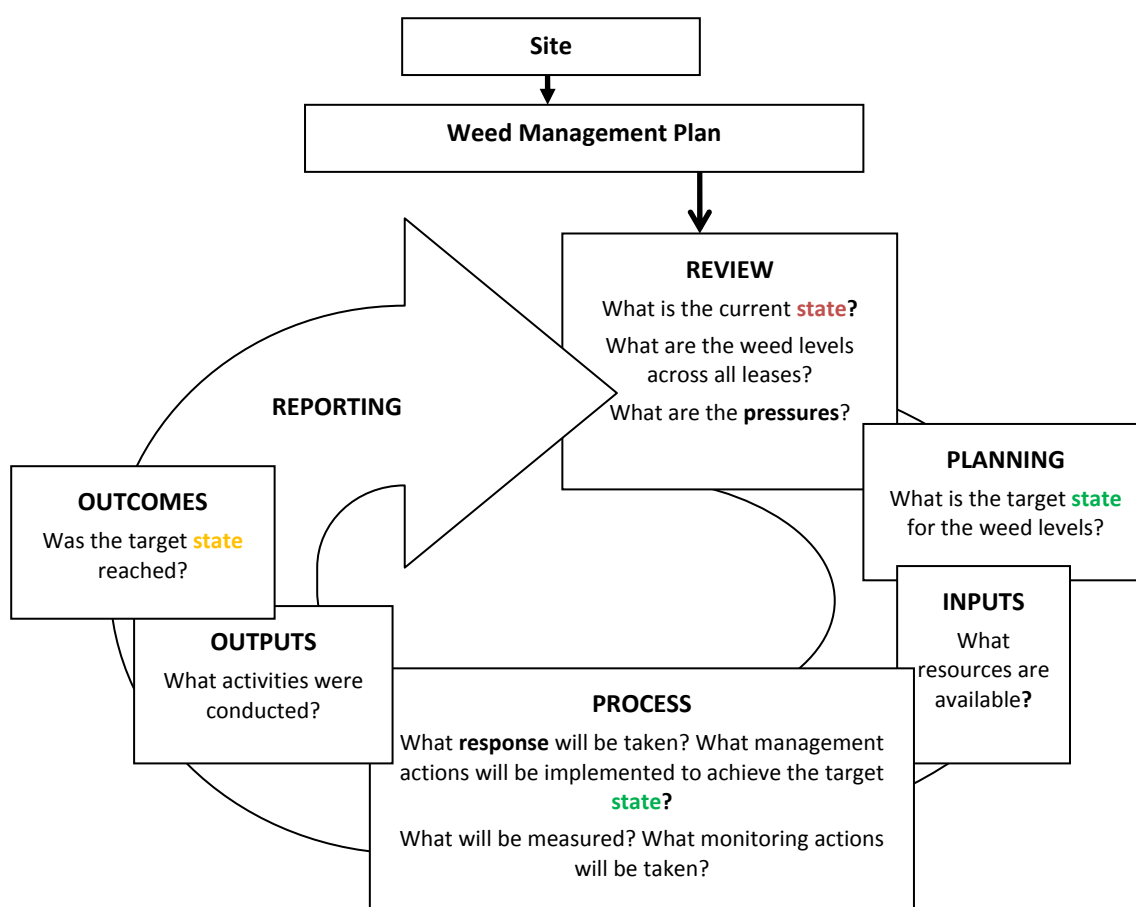 Site
Weed Management Plan
REVIEW
What is the current state?
What are the weed levels
across all leases?
What are the pressures?
REPORTING
PLANNING
What is the target state
for the weed levels?
OUTCOMES
Was the target state
reached?
INPUTS
What
resources are
available?
OUTPUTS
What activities were
conducted?
PROCESS
What response will be taken? What management
actions will be implemented to achieve the target
state?
What will be measured? What monitoring actions
will be taken?